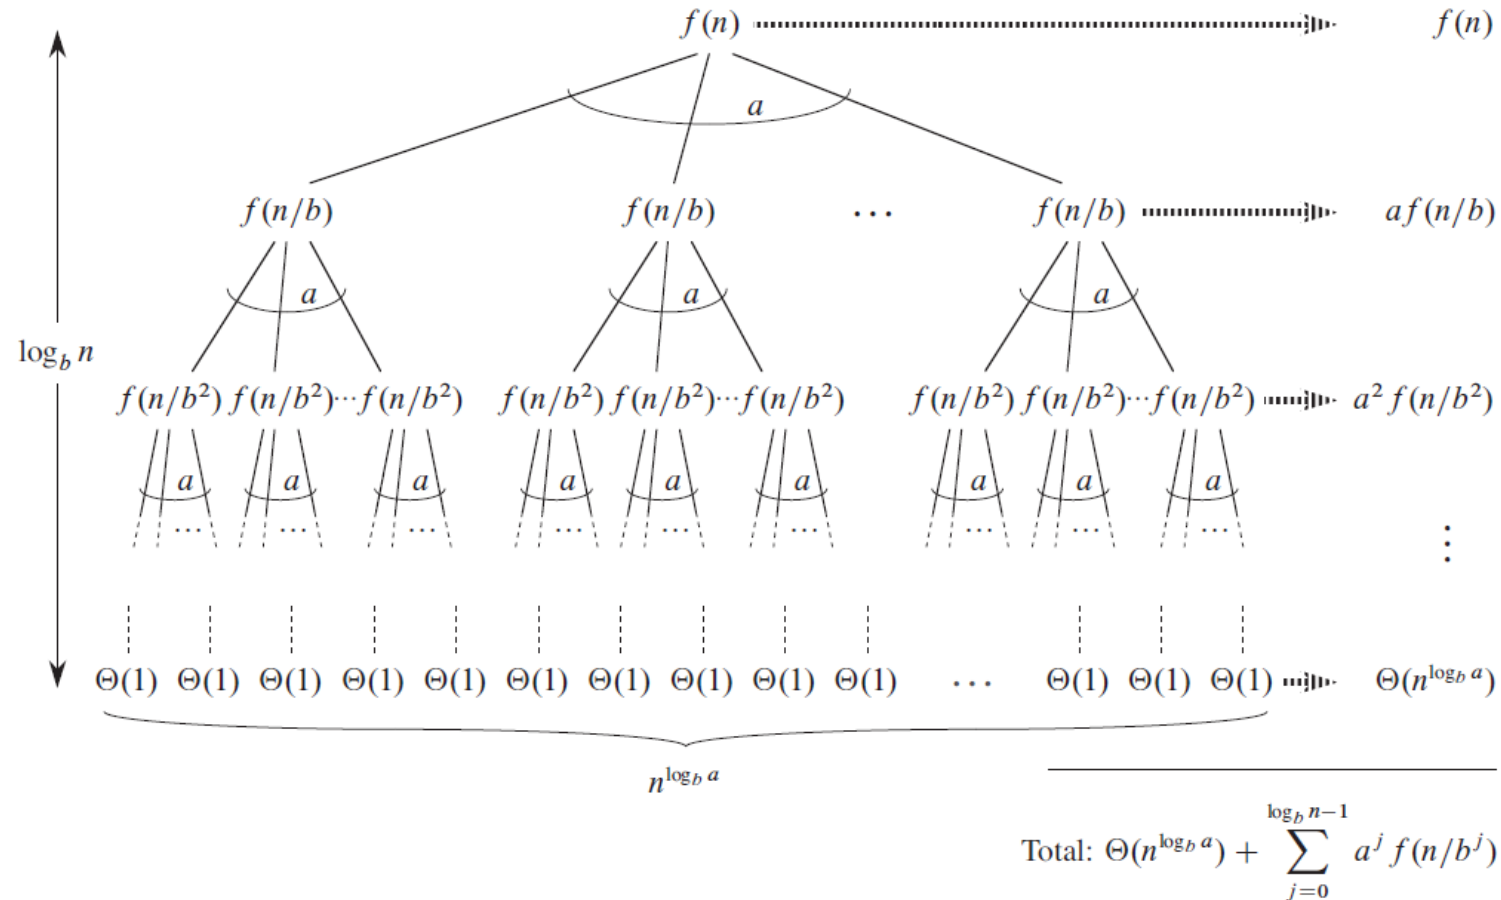 f(n) f(n)
a
f(n/b) f(n/b) ··· f(n/b) af(n/b)
a a a
log_b n
f(n/b²) f(n/b²)···f(n/b²) f(n/b²) f(n/b²)···f(n/b²) f(n/b²) f(n/b²)···f(n/b²) a² f(n/b²)
a a a a a a a a a
··· ··· ··· ··· ··· ··· ··· ··· ···
⋮
Θ(1) Θ(1) Θ(1) Θ(1) Θ(1) Θ(1) Θ(1) Θ(1) Θ(1) Θ(1) ··· Θ(1) Θ(1) Θ(1) Θ(n^{log_b a})
n^{log_b a}
Total: Θ(n^{log_b a}) + ∑_{j=0}^{log_b n−1} a^j f(n/b^j)